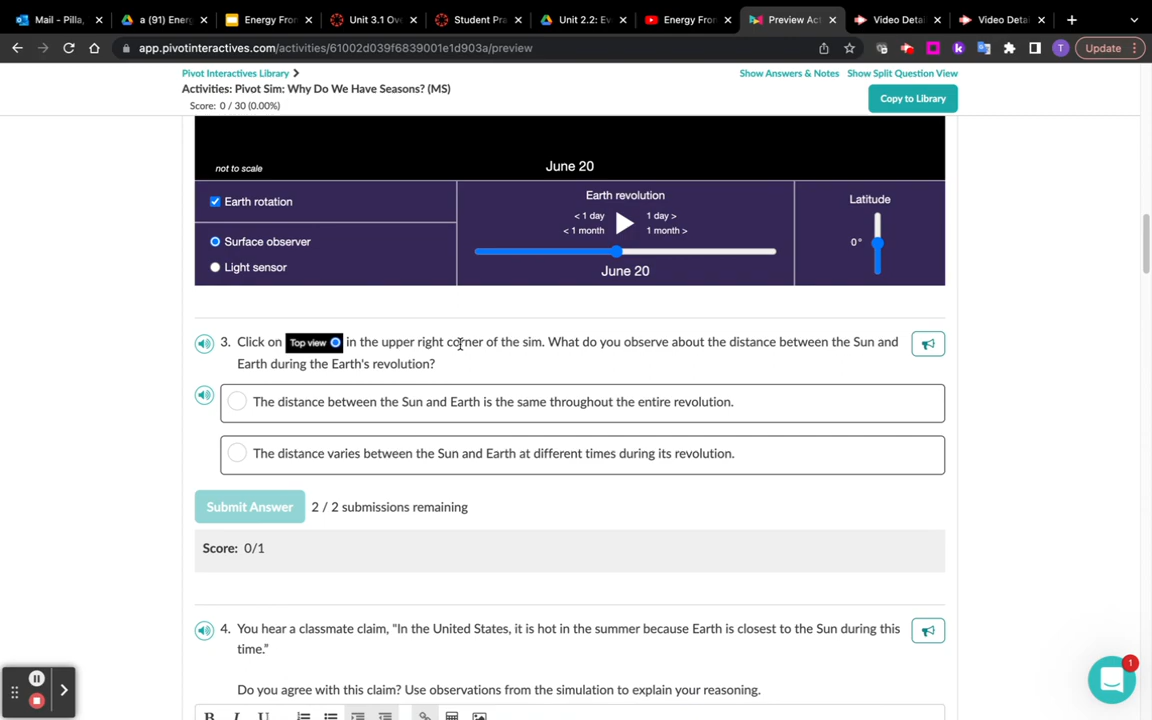 Mail - Pilla,
a (91) Energ
Energy Fron
Unit 3.1 Ove
Student Pra
Unit 2.2: Ev
Energy Fron
Preview Act
Video Detai
Video Detai
app.pivotinteractives.com/activities/61002d039f6839001e1d903a/preview
T
Update
Pivot Interactives Library
Show Answers & Notes
Show Split Question View
Activities: Pivot Sim: Why Do We Have Seasons? (MS)
Score: 0 / 30 (0.00%)
Copy to Library
not to scale
June 20
Earth rotation
Surface observer
Light sensor
Earth revolution
< 1 day
1 day >
< 1 month
1 month >
June 20
Latitude
0°
3. Click on Top view in the upper right corner of the sim. What do you observe about the distance between the Sun and
Earth during the Earth's revolution?
The distance between the Sun and Earth is the same throughout the entire revolution.
The distance varies between the Sun and Earth at different times during its revolution.
Submit Answer 2 / 2 submissions remaining
Score: 0/1
4. You hear a classmate claim, "In the United States, it is hot in the summer because Earth is closest to the Sun during this
time."
Do you agree with this claim? Use observations from the simulation to explain your reasoning.
B I U
1